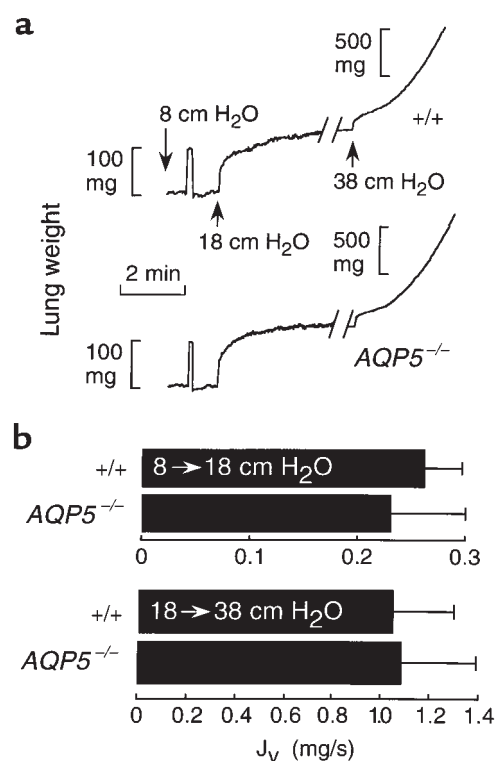 a
500
mg
+/+
8 cm H₂O
100
mg
38 cm H₂O
18 cm H₂O
Lung weight
2 min
500
mg
100
mg
AQP5⁻/⁻
b
+/+
8 → 18 cm H₂O
AQP5⁻/⁻
0 0.1 0.2 0.3
+/+
18 → 38 cm H₂O
AQP5⁻/⁻
0 0.2 0.4 0.6 0.8 1.0 1.2 1.4
Jᵥ (mg/s)